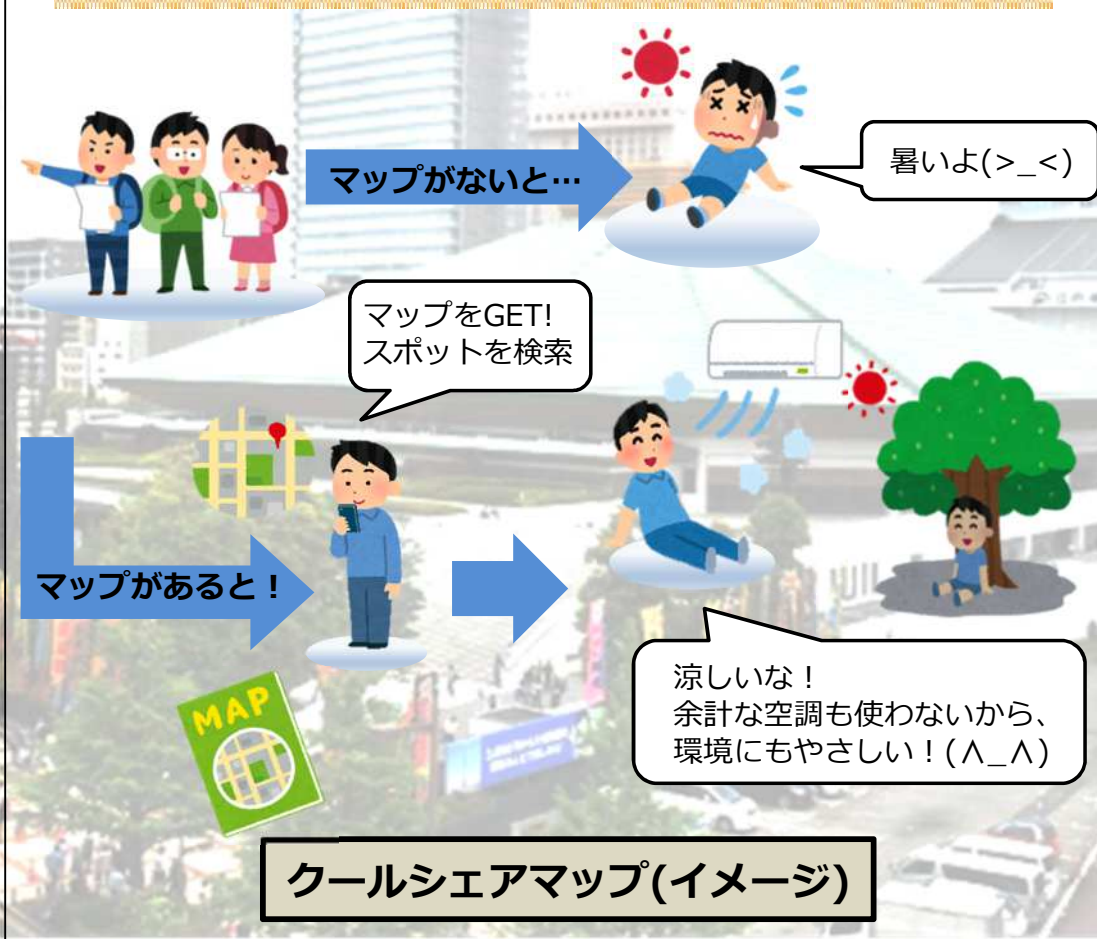 マップがないと…
暑いよ(>_<)
マップをGET!
スポットを検索
マップがあると！
涼しいな！
余計な空調も使わないから、
環境にもやさしい！(∧_∧)
MAP
クールシェアマップ(イメージ)